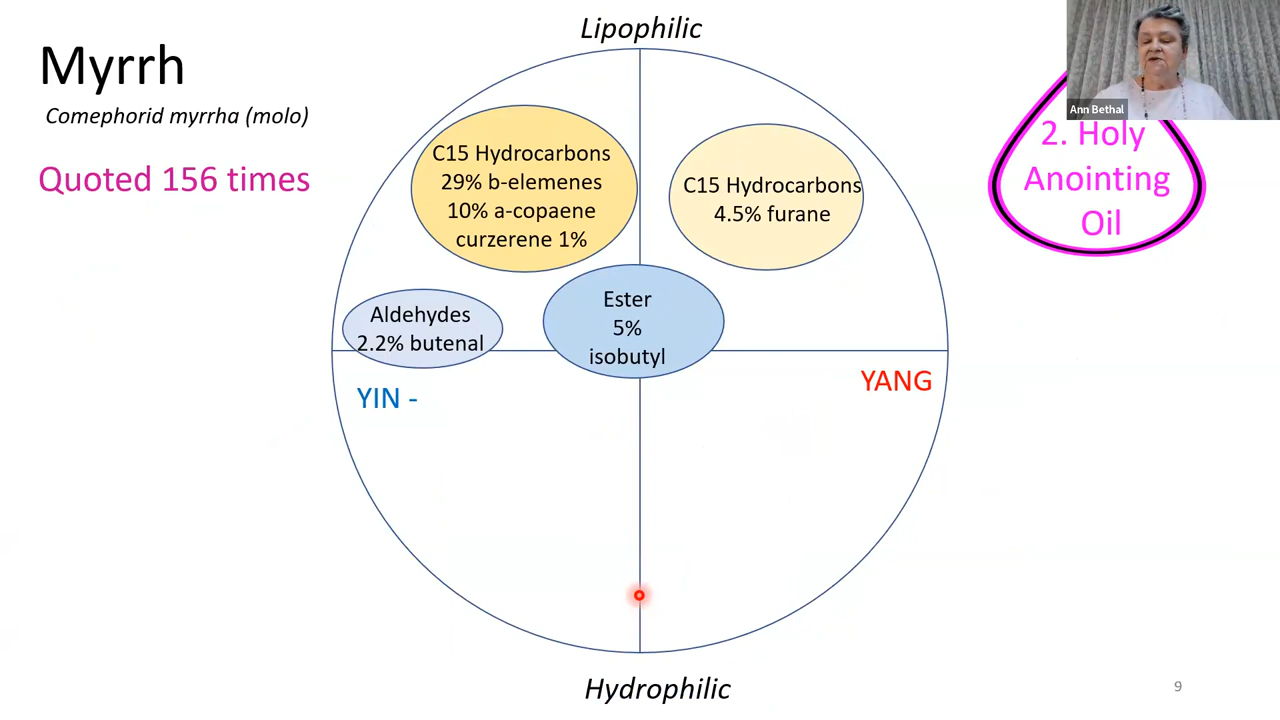 Lipophilic
Myrrh
Comephorid myrrha (molo)
Quoted 156 times
C15 Hydrocarbons
29% b-elemenes
10% a-copaene
curzerene 1%
C15 Hydrocarbons
4.5% furane
Ann Bethal
2. Holy
Anointing
Oil
Aldehydes
2.2% butenal
Ester
5%
isobutyl
YIN -
YANG
Hydrophilic
9